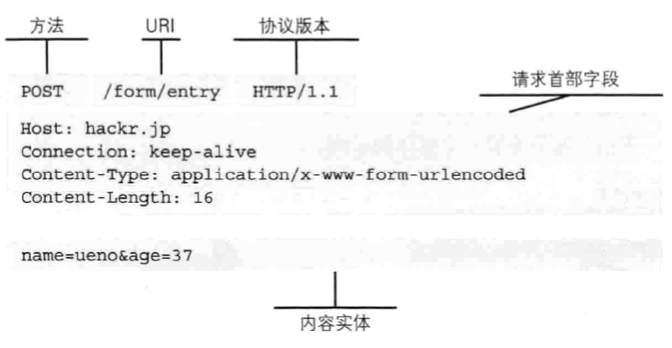 方法 URI 协议版本
请求首部字段
POST /form/entry HTTP/1.1
Host: hackr.jp
Connection: keep-alive
Content-Type: application/x-www-form-urlencoded
Content-Length: 16
name=ueno&age=37
内容实体